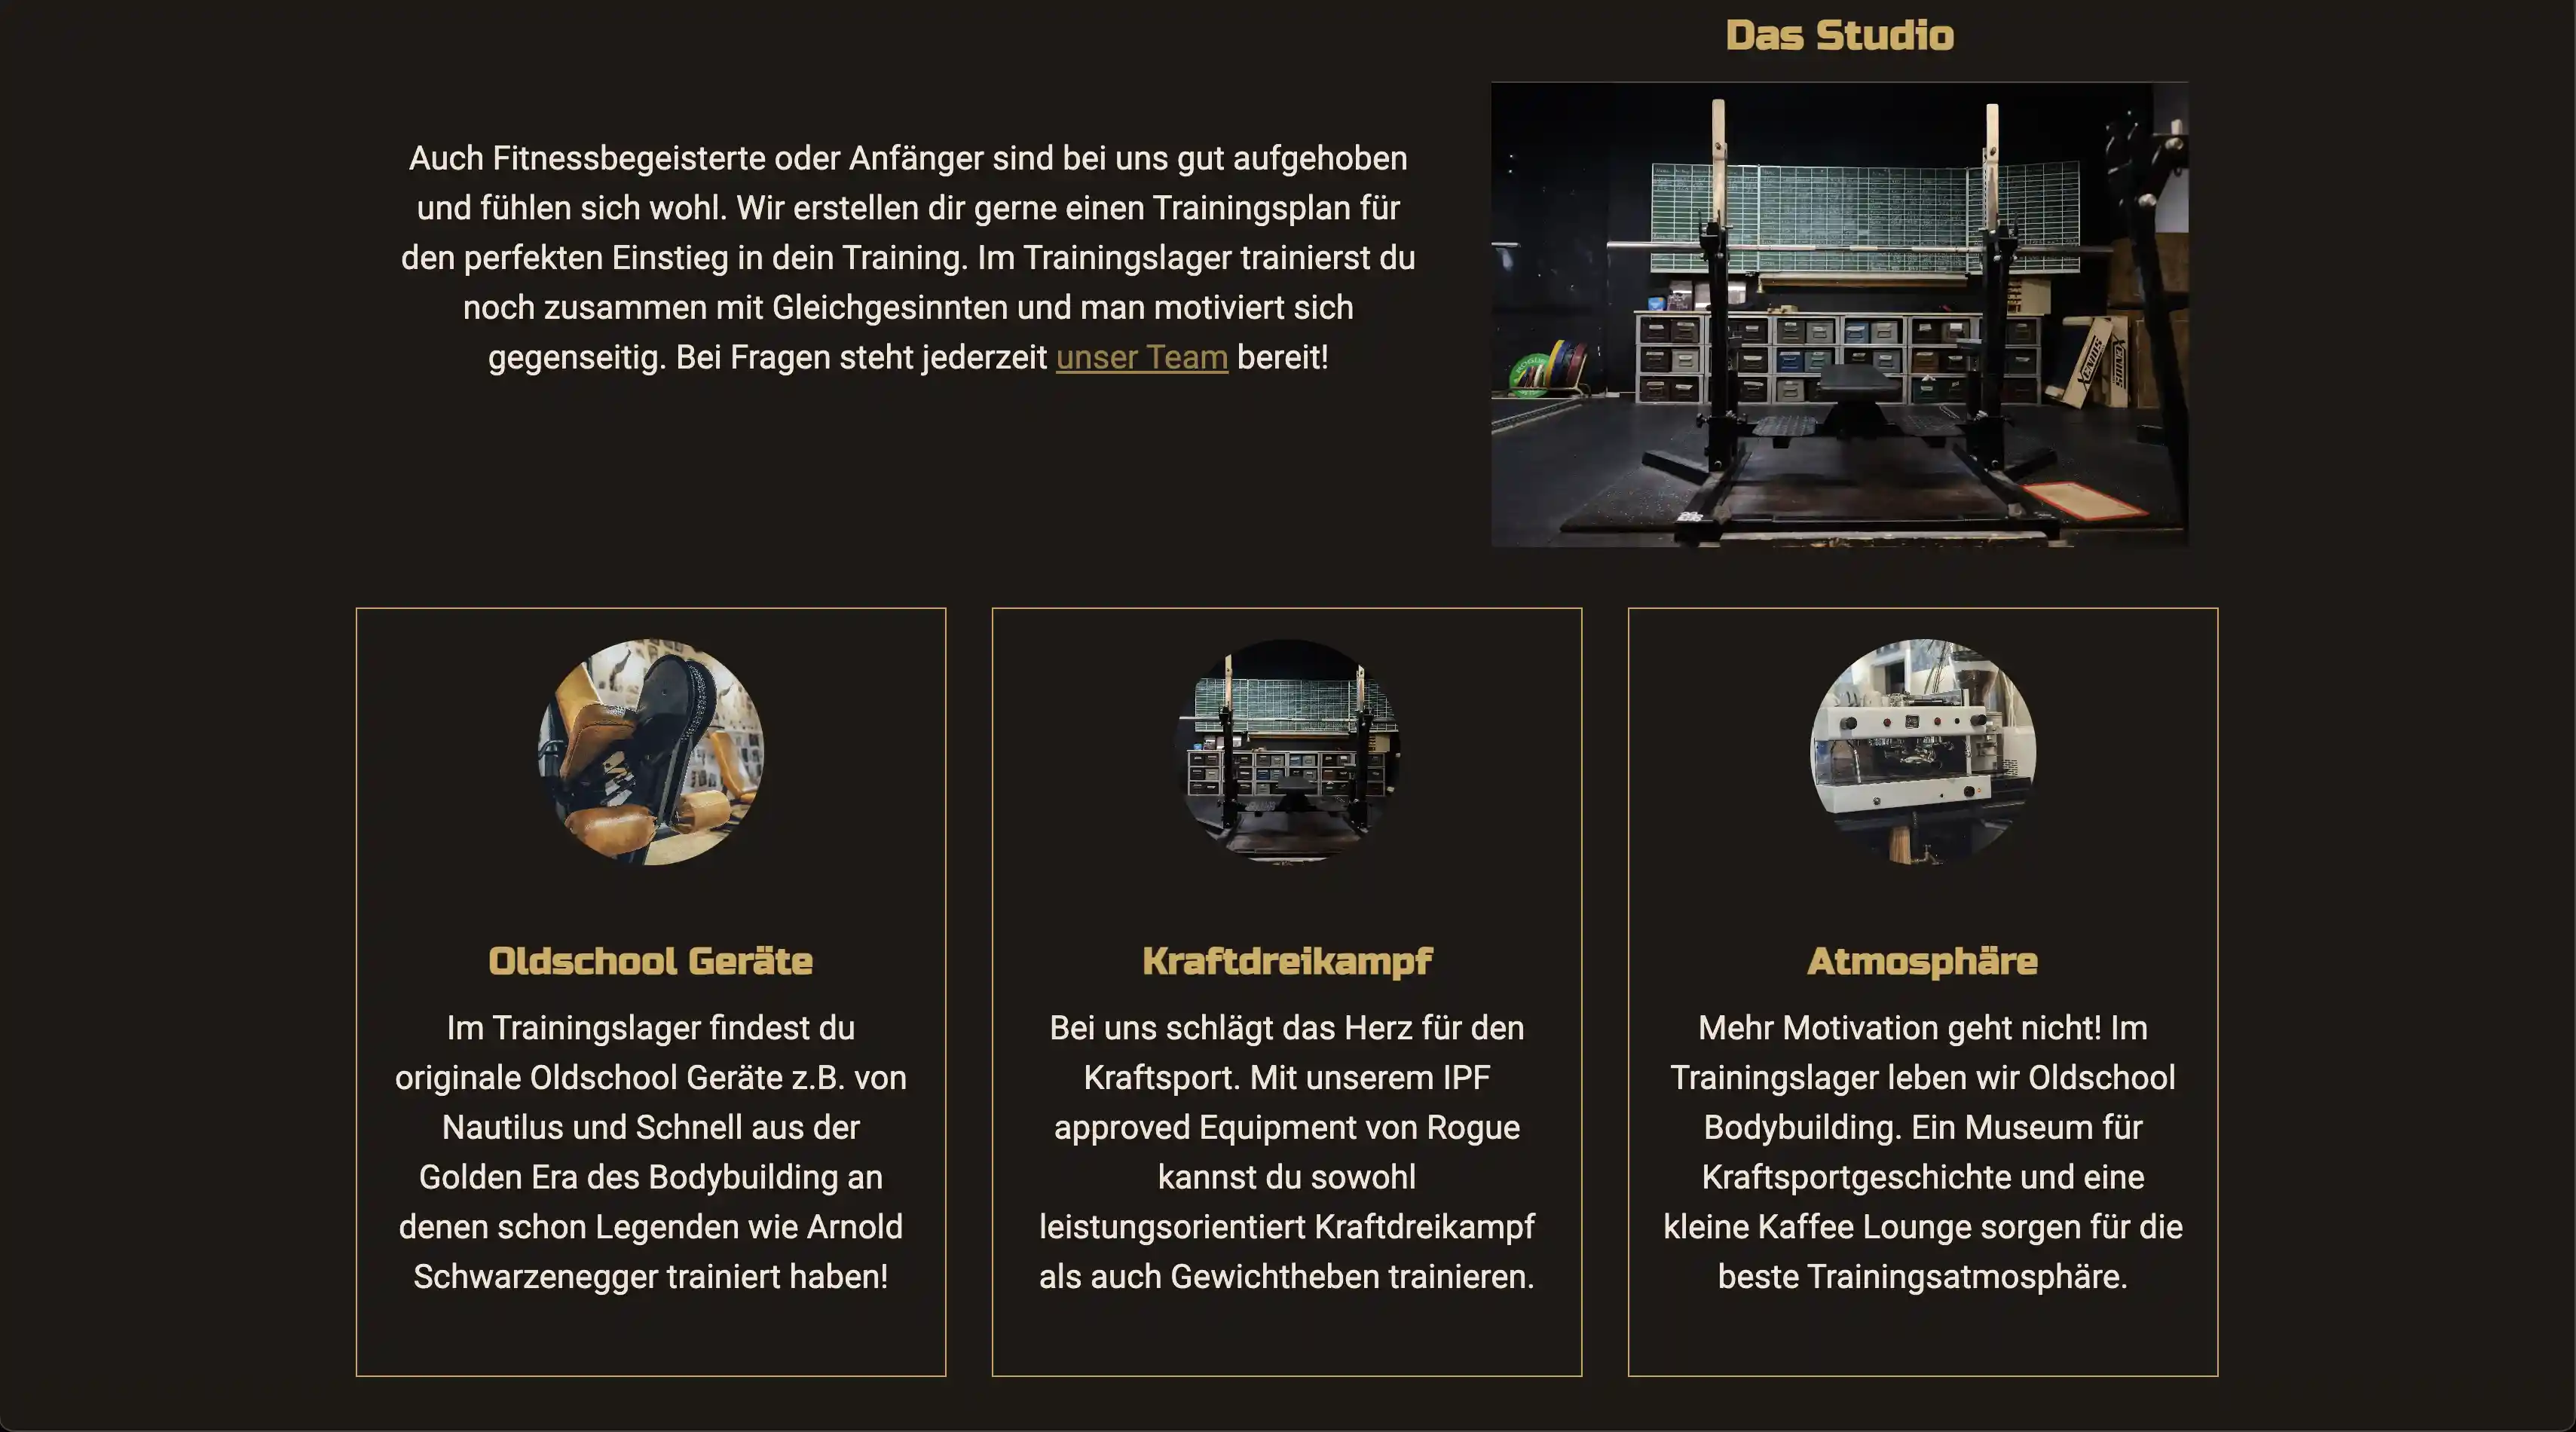 Das Studio
Auch Fitnessbegeisterte oder Anfänger sind bei uns gut aufgehoben
und fühlen sich wohl. Wir erstellen dir gerne einen Trainingsplan für
den perfekten Einstieg in dein Training. Im Trainingslager trainierst du
noch zusammen mit Gleichgesinnten und man motiviert sich
gegenseitig. Bei Fragen steht jederzeit unser Team bereit!
XENIOS
XENIOS
Oldschool Geräte
Im Trainingslager findest du
originale Oldschool Geräte z.B. von
Nautilus und Schnell aus der
Golden Era des Bodybuilding an
denen schon Legenden wie Arnold
Schwarzenegger trainiert haben!
Kraftdreikampf
Bei uns schlägt das Herz für den
Kraftsport. Mit unserem IPF
approved Equipment von Rogue
kannst du sowohl
leistungsorientiert Kraftdreikampf
als auch Gewichtheben trainieren.
Atmosphäre
Mehr Motivation geht nicht! Im
Trainingslager leben wir Oldschool
Bodybuilding. Ein Museum für
Kraftsportgeschichte und eine
kleine Kaffee Lounge sorgen für die
beste Trainingsatmosphäre.